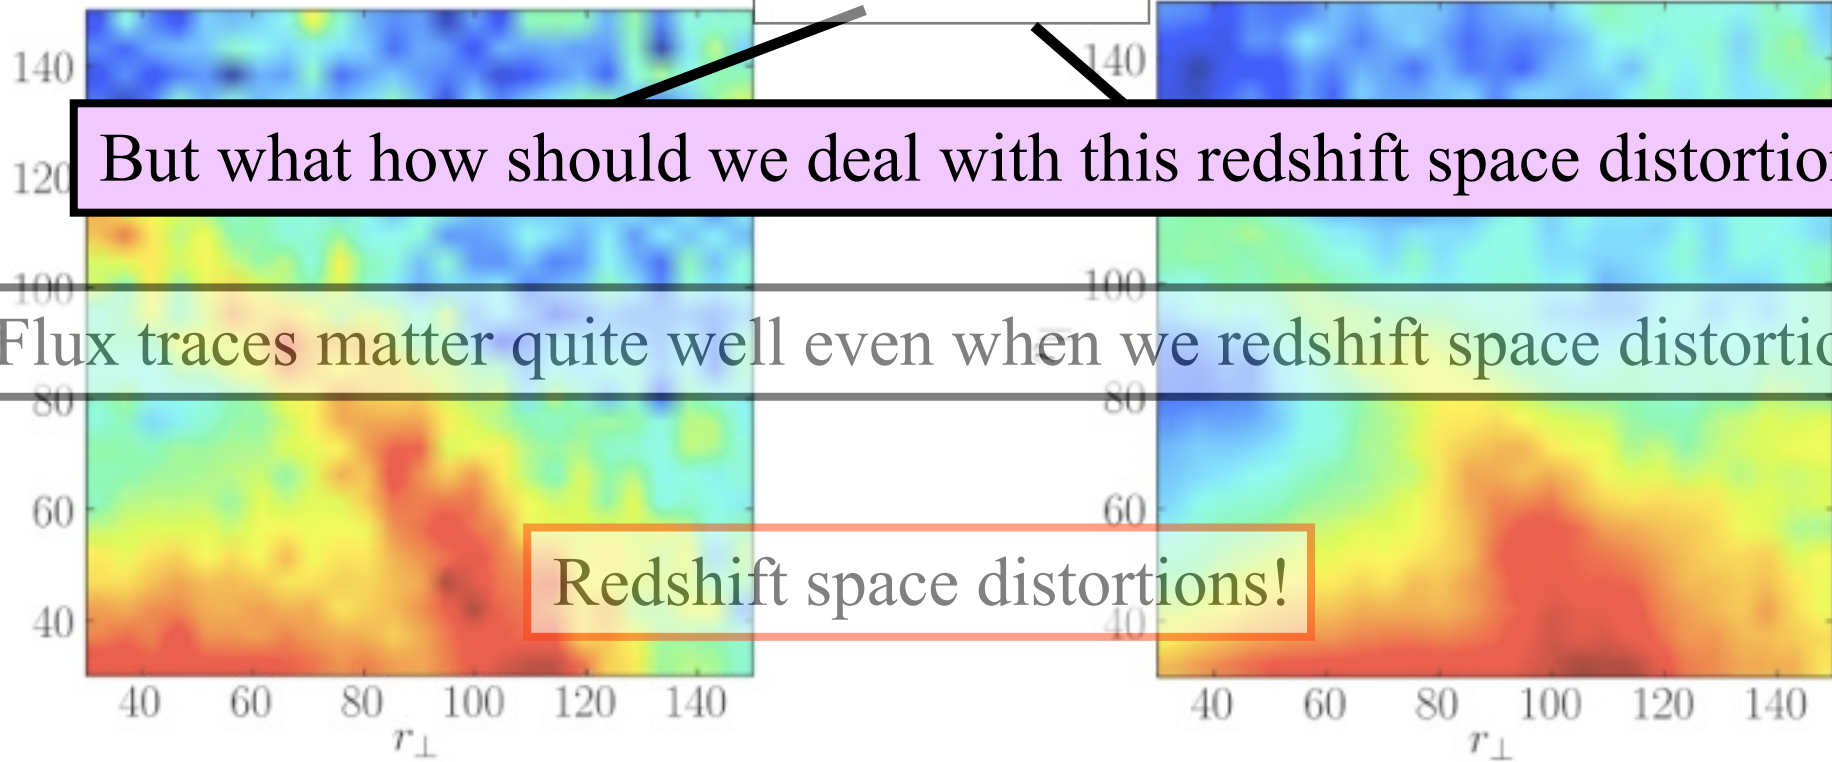 140
140
But what how should we deal with this redshift space distortio
120
100
100
Flux traces matter quite well even when we redshift space distortio
80
80
60
60
Redshift space distortions!
40
40
40 60 80 100 120 140
40 60 80 100 120 140
r⊥
r⊥